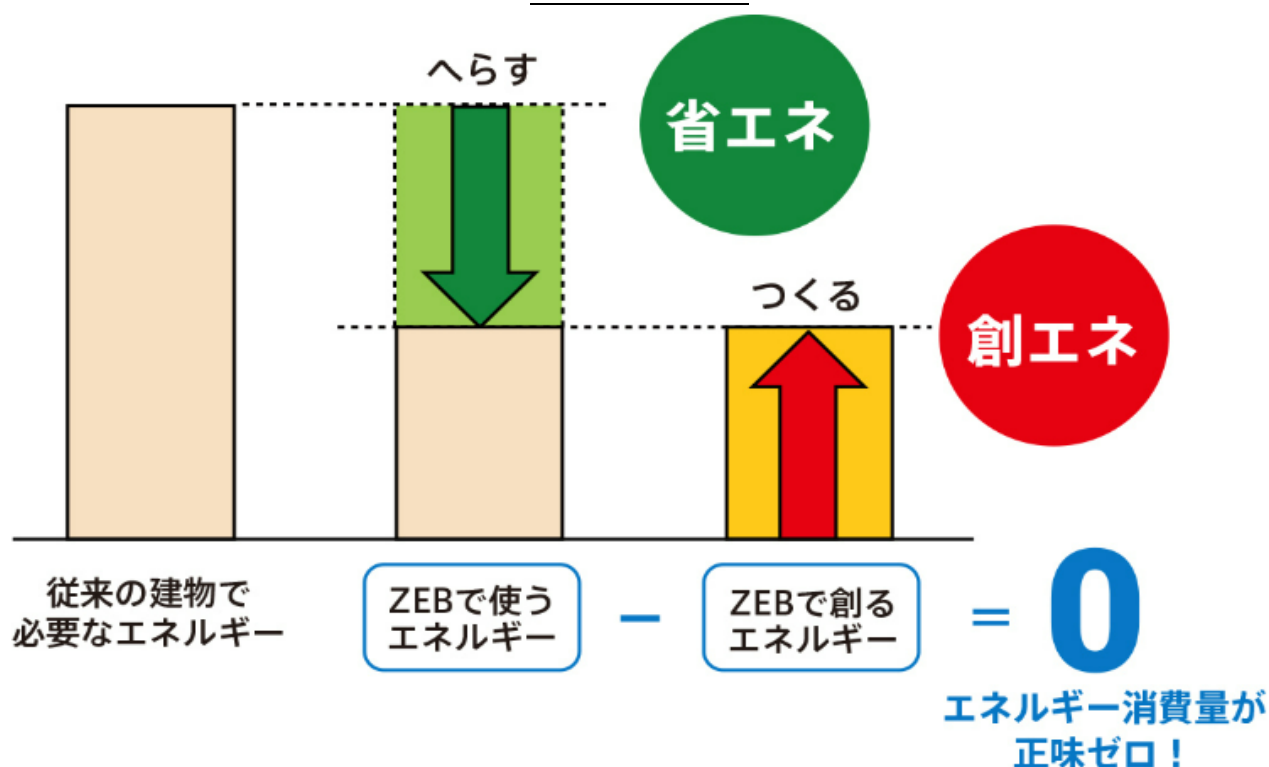 へらす
省エネ
つくる
創エネ
従来の建物で
必要なエネルギー
ZEBで使う
エネルギー
−
ZEBで創る
エネルギー
=
0
エネルギー消費量が
正味ゼロ！